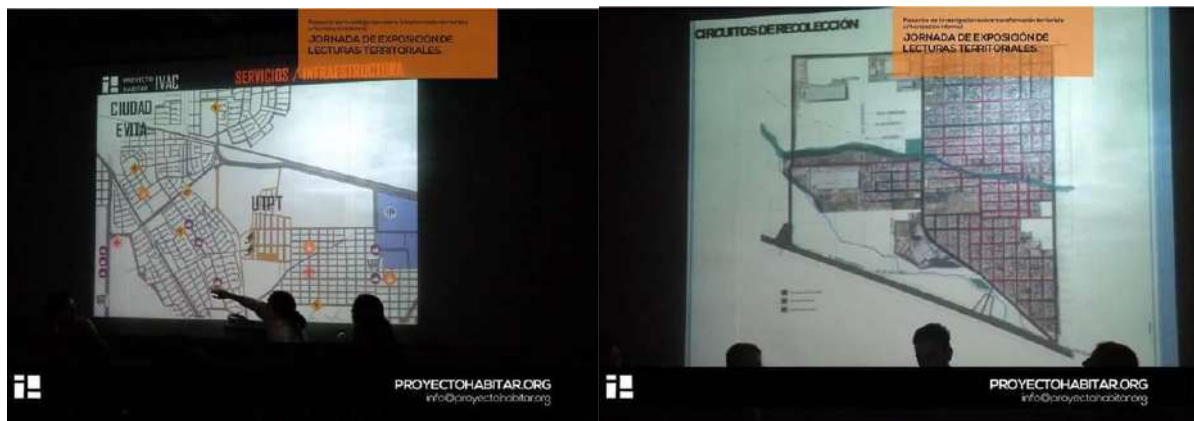 JORNADA DE EXPOSICIÓN DE
LECTURAS TERRITORIALES
SERVICIOS / INFRAESTRUCTURA
PROYECTO
HABITAR
IVAC
CIUDAD
EVITA
UTPT
PROYECTOHABITAR.ORG
info@proyectohabitar.org
CIRCUITOS DE RECOLECCIÓN
JORNADA DE EXPOSICIÓN DE
LECTURAS TERRITORIALES
PROYECTOHABITAR.ORG
info@proyectohabitar.org